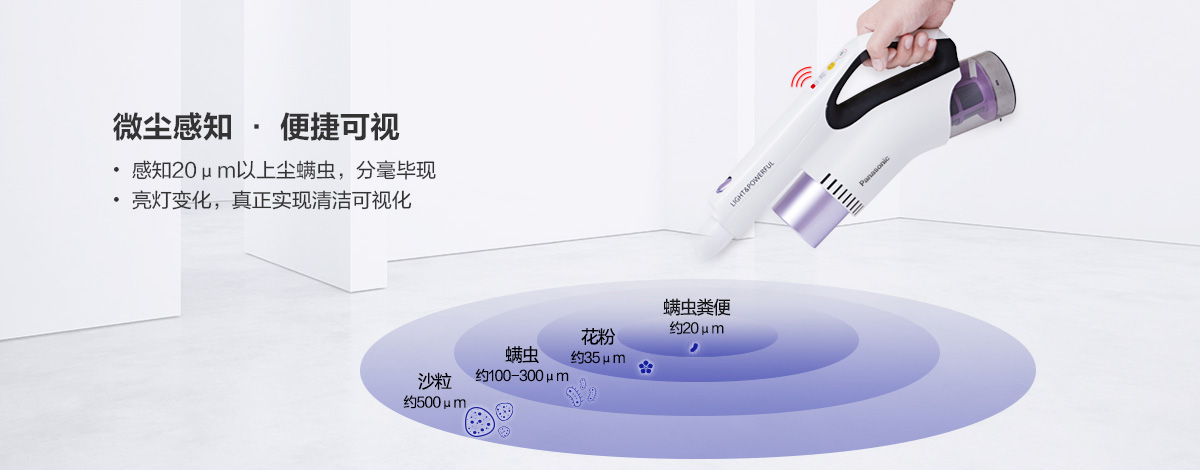 微尘感知 · 便捷可视
• 感知20μm以上尘螨虫，分毫毕现
• 亮灯变化，真正实现清洁可视化
LIGHT&POWERFUL
Panasonic
螨虫粪便
约20μm
花粉
约35μm
螨虫
约100-300μm
沙粒
约500μm